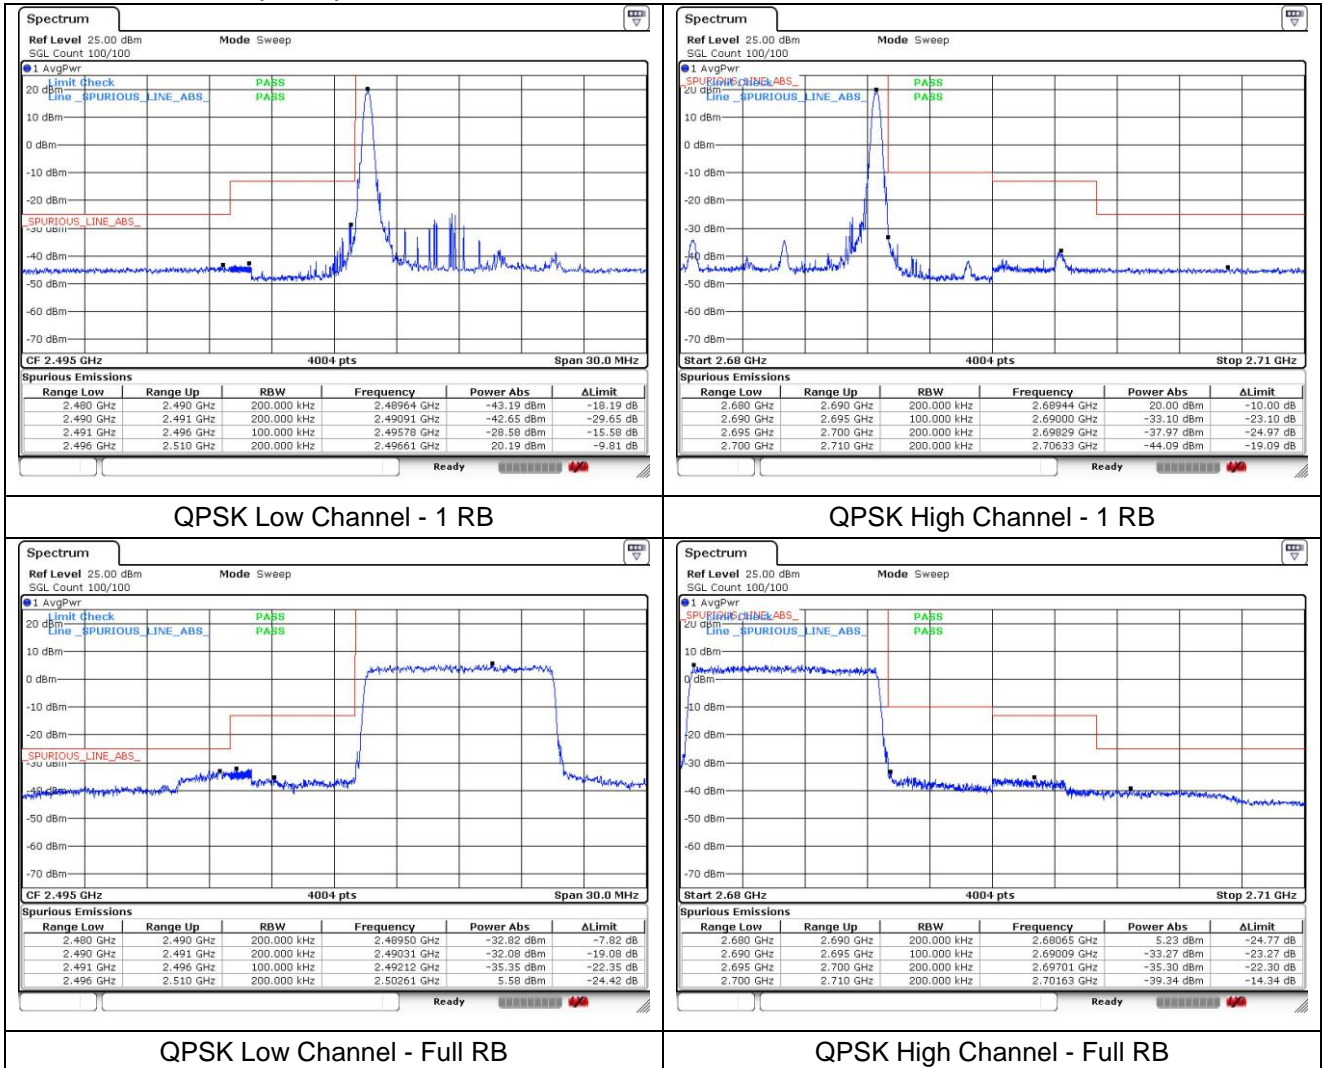 Spectrum
Ref Level 25.00 dBm Mode Sweep
SGL Count 100/100
1 AvgPwr
Limit Check PASS
Line _SPURIOUS_LINE_ABS_ PASS
20 dBm
10 dBm
0 dBm
-10 dBm
-20 dBm
_SPURIOUS_LINE_ABS_
-30 dBm
-40 dBm
-50 dBm
-60 dBm
-70 dBm
CF 2.495 GHz 4004 pts Span 30.0 MHz
Spurious Emissions
Range Low Range Up RBW Frequency Power Abs ΔLimit
2.480 GHz 2.490 GHz 200.000 kHz 2.48964 GHz -43.19 dBm -18.19 dB
2.490 GHz 2.491 GHz 200.000 kHz 2.49091 GHz -42.65 dBm -29.65 dB
2.491 GHz 2.496 GHz 100.000 kHz 2.49578 GHz -28.58 dBm -15.58 dB
2.496 GHz 2.510 GHz 200.000 kHz 2.49661 GHz 20.19 dBm -9.81 dB
Ready
QPSK Low Channel - 1 RB
Spectrum
Ref Level 25.00 dBm Mode Sweep
SGL Count 100/100
1 AvgPwr
_SPURIOUS_LINE_ABS_
Limit Check PASS
Line _SPURIOUS_LINE_ABS_ PASS
20 dBm
10 dBm
0 dBm
-10 dBm
-20 dBm
-30 dBm
-40 dBm
-50 dBm
-60 dBm
-70 dBm
Start 2.68 GHz 4004 pts Stop 2.71 GHz
Spurious Emissions
Range Low Range Up RBW Frequency Power Abs ΔLimit
2.680 GHz 2.690 GHz 200.000 kHz 2.68944 GHz 20.00 dBm -10.00 dB
2.690 GHz 2.695 GHz 100.000 kHz 2.69000 GHz -33.10 dBm -23.10 dB
2.695 GHz 2.700 GHz 200.000 kHz 2.69829 GHz -37.97 dBm -24.97 dB
2.700 GHz 2.710 GHz 200.000 kHz 2.70633 GHz -44.09 dBm -19.09 dB
Ready
QPSK High Channel - 1 RB
Spectrum
Ref Level 25.00 dBm Mode Sweep
SGL Count 100/100
1 AvgPwr
Limit Check PASS
Line _SPURIOUS_LINE_ABS_ PASS
20 dBm
10 dBm
0 dBm
-10 dBm
-20 dBm
_SPURIOUS_LINE_ABS_
-30 dBm
-40 dBm
-50 dBm
-60 dBm
-70 dBm
CF 2.495 GHz 4004 pts Span 30.0 MHz
Spurious Emissions
Range Low Range Up RBW Frequency Power Abs ΔLimit
2.480 GHz 2.490 GHz 200.000 kHz 2.48950 GHz -32.82 dBm -7.82 dB
2.490 GHz 2.491 GHz 200.000 kHz 2.49031 GHz -32.08 dBm -19.08 dB
2.491 GHz 2.496 GHz 100.000 kHz 2.49212 GHz -35.35 dBm -22.35 dB
2.496 GHz 2.510 GHz 200.000 kHz 2.50261 GHz 5.58 dBm -24.42 dB
Ready
QPSK Low Channel - Full RB
Spectrum
Ref Level 25.00 dBm Mode Sweep
SGL Count 100/100
1 AvgPwr
_SPURIOUS_LINE_ABS_
Limit Check PASS
Line _SPURIOUS_LINE_ABS_ PASS
20 dBm
10 dBm
0 dBm
-10 dBm
-20 dBm
-30 dBm
-40 dBm
-50 dBm
-60 dBm
-70 dBm
Start 2.68 GHz 4004 pts Stop 2.71 GHz
Spurious Emissions
Range Low Range Up RBW Frequency Power Abs ΔLimit
2.680 GHz 2.690 GHz 200.000 kHz 2.68065 GHz 5.23 dBm -24.77 dB
2.690 GHz 2.695 GHz 100.000 kHz 2.69009 GHz -33.27 dBm -23.27 dB
2.695 GHz 2.700 GHz 200.000 kHz 2.69701 GHz -35.30 dBm -22.30 dB
2.700 GHz 2.710 GHz 200.000 kHz 2.70163 GHz -39.34 dBm -14.34 dB
Ready
QPSK High Channel - Full RB